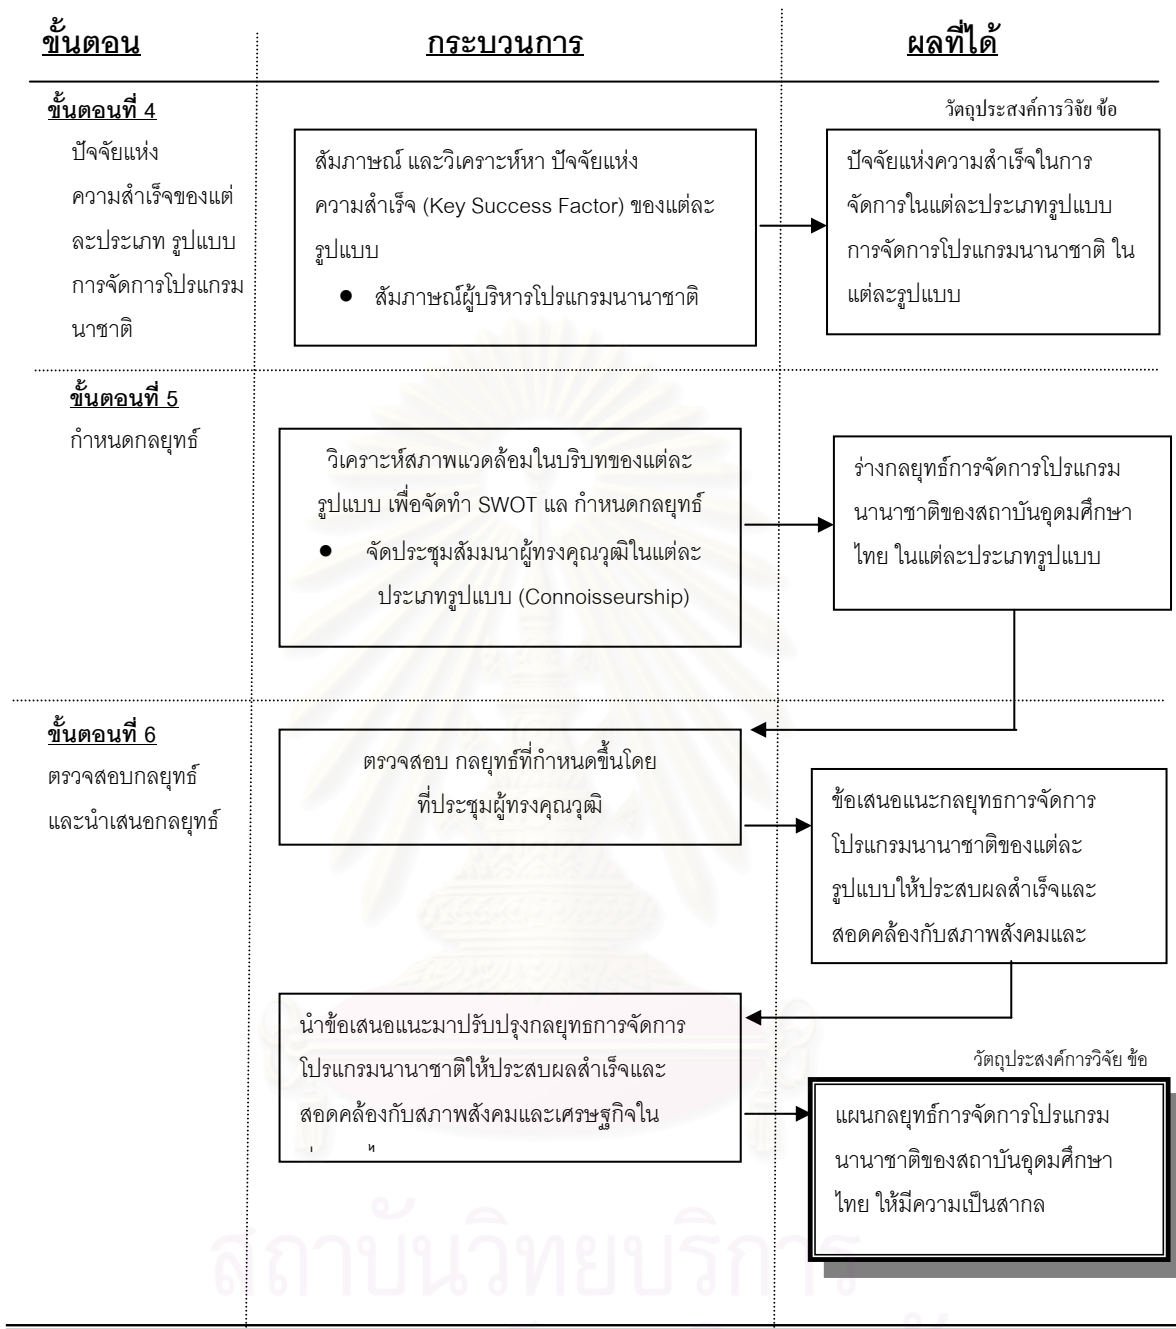 ขั้นตอน
กระบวนการ
ผลที่ได้
ขั้นตอนที่ 4
ปัจจัยแห่ง
ความสำเร็จของแต่
ละประเภท รูปแบบ
การจัดการโปรแกรม
นาชาติ
สัมภาษณ์ และวิเคราะห์หา ปัจจัยแห่ง
ความสำเร็จ (Key Success Factor) ของแต่ละ
รูปแบบ
● สัมภาษณ์ผู้บริหารโปรแกรมนานาชาติ
วัตถุประสงค์การวิจัย ข้อ
ปัจจัยแห่งความสำเร็จในการ
จัดการในแต่ละประเภทรูปแบบ
การจัดการโปรแกรมนานาชาติ ใน
แต่ละรูปแบบ
ขั้นตอนที่ 5
กำหนดกลยุทธ์
วิเคราะห์สภาพแวดล้อมในบริบทของแต่ละ
รูปแบบ เพื่อจัดทำ SWOT แล กำหนดกลยุทธ์
● จัดประชุมสัมมนาผู้ทรงคุณวุฒิในแต่ละ
ประเภทรูปแบบ (Connoisseurship)
ร่างกลยุทธ์การจัดการโปรแกรม
นานาชาติของสถาบันอุดมศึกษา
ไทย ในแต่ละประเภทรูปแบบ
ขั้นตอนที่ 6
ตรวจสอบกลยุทธ์
และนำเสนอกลยุทธ์
ตรวจสอบ กลยุทธ์ที่กำหนดขึ้นโดย
ที่ประชุมผู้ทรงคุณวุฒิ
ข้อเสนอแนะกลยุทธการจัดการ
โปรแกรมนานาชาติของแต่ละ
รูปแบบให้ประสบผลสำเร็จและ
สอดคล้องกับสภาพสังคมและ
นำข้อเสนอแนะมาปรับปรุงกลยุทธการจัดการ
โปรแกรมนานาชาติให้ประสบผลสำเร็จและ
สอดคล้องกับสภาพสังคมและเศรษฐกิจใน
วัตถุประสงค์การวิจัย ข้อ
แผนกลยุทธ์การจัดการโปรแกรม
นานาชาติของสถาบันอุดมศึกษา
ไทย ให้มีความเป็นสากล
สถาบันวิทยบริการ